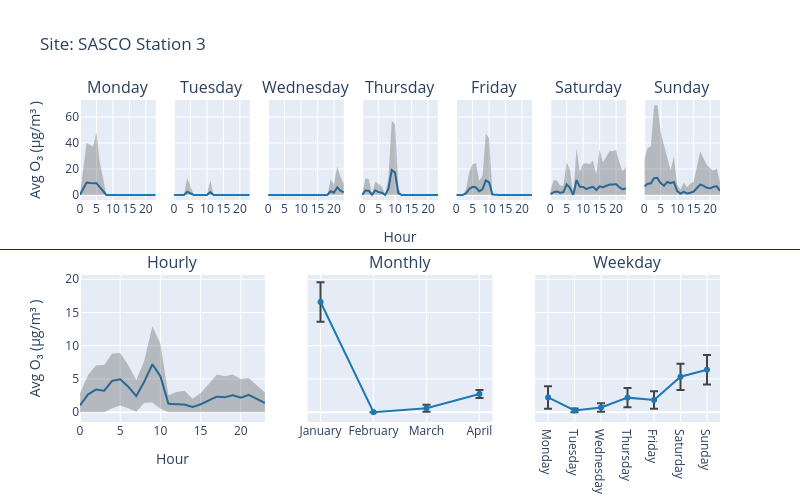 Site: SASCO Station 3
Monday Tuesday Wednesday Thursday Friday Saturday Sunday
Avg O₃ (μg/m³ )
60
40
20
0
0 5 10 15 20 0 5 10 15 20 0 5 10 15 20 0 5 10 15 20 0 5 10 15 20 0 5 10 15 20 0 5 10 15 20
Hour
Hourly Monthly Weekday
Avg O₃ (μg/m³ )
20
15
10
5
0
0 5 10 15 20
Hour
January February March April
Monday
Tuesday
Wednesday
Thursday
Friday
Saturday
Sunday